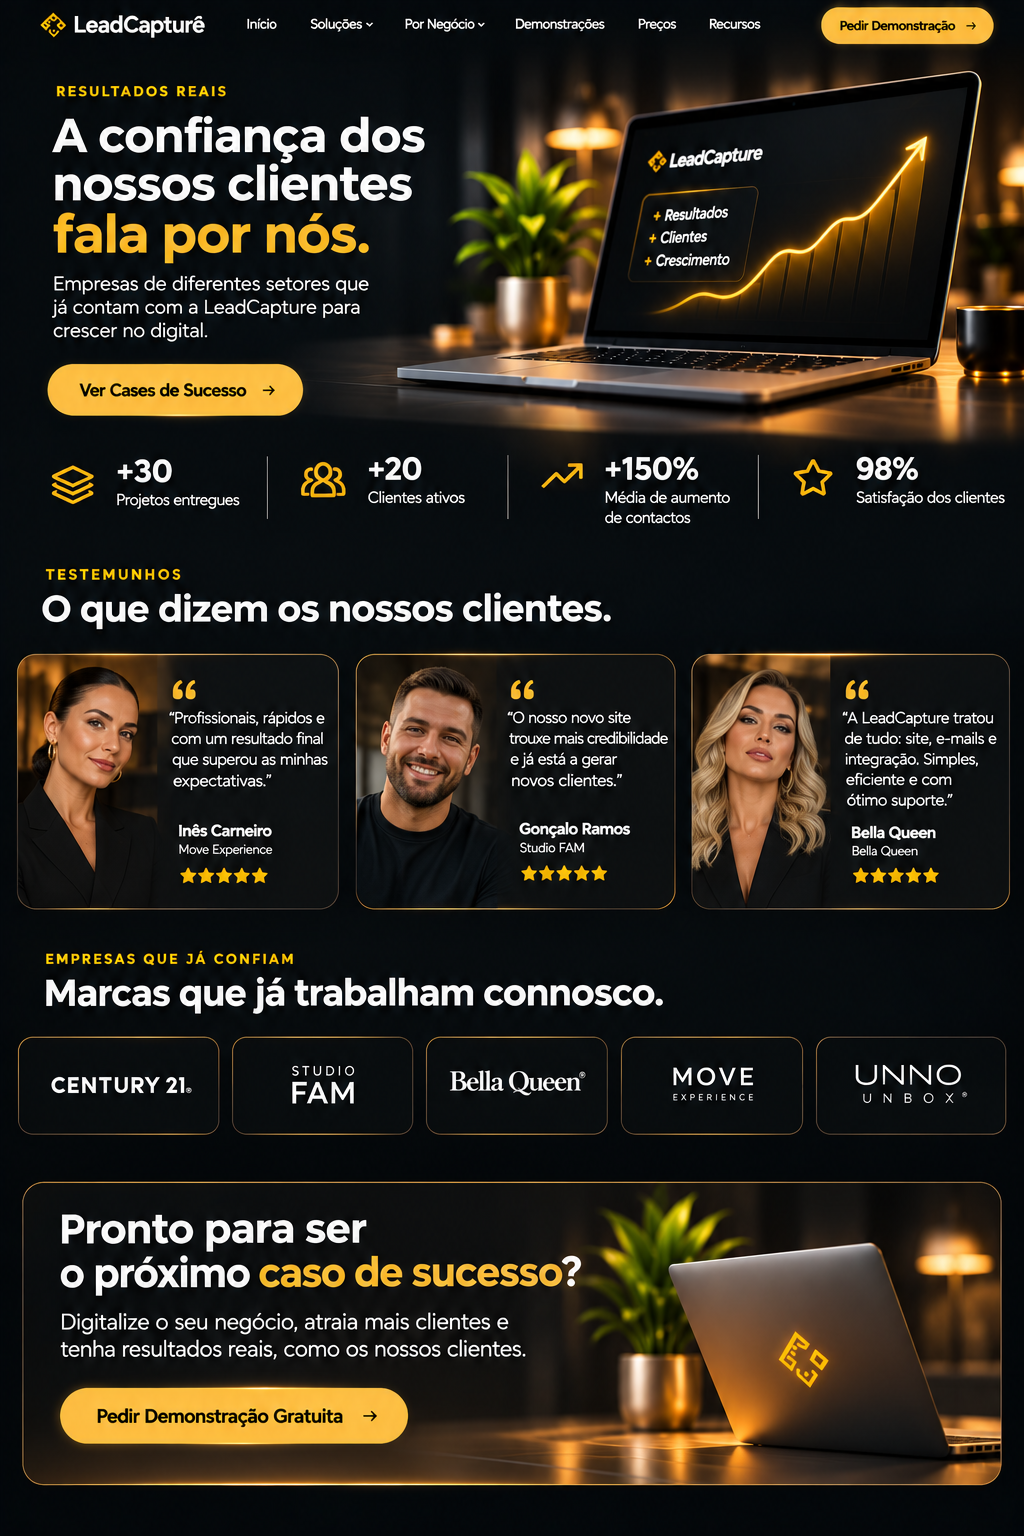 LeadCapturê
Início
Soluções
Por Negócio
Demonstrações
Preços
Recursos
Pedir Demonstração →
RESULTADOS REAIS
A confiança dos
nossos clientes
fala por nós.
Empresas de diferentes setores que
já contam com a LeadCapture para
crescer no digital.
Ver Cases de Sucesso →
LeadCapture
+ Resultados
+ Clientes
+ Crescimento
+30
Projetos entregues
+20
Clientes ativos
+150%
Média de aumento
de contactos
98%
Satisfação dos clientes
TESTEMUNHOS
O que dizem os nossos clientes.
“Profissionais, rápidos e
com um resultado final
que superou as minhas
expectativas.”
Inês Carneiro
Move Experience
“O nosso novo site
trouxe mais credibilidade
e já está a gerar
novos clientes.”
Gonçalo Ramos
Studio FAM
“A LeadCapture tratou
de tudo: site, e-mails e
integração. Simples,
eficiente e com
ótimo suporte.”
Bella Queen
Bella Queen
EMPRESAS QUE JÁ CONFIAM
Marcas que já trabalham connosco.
CENTURY 21®
STUDIO
FAM
Bella Queen®
MOVE
EXPERIENCE
UNNO
UNBOX®
Pronto para ser
o próximo caso de sucesso?
Digitalize o seu negócio, atraia mais clientes e
tenha resultados reais, como os nossos clientes.
Pedir Demonstração Gratuita →